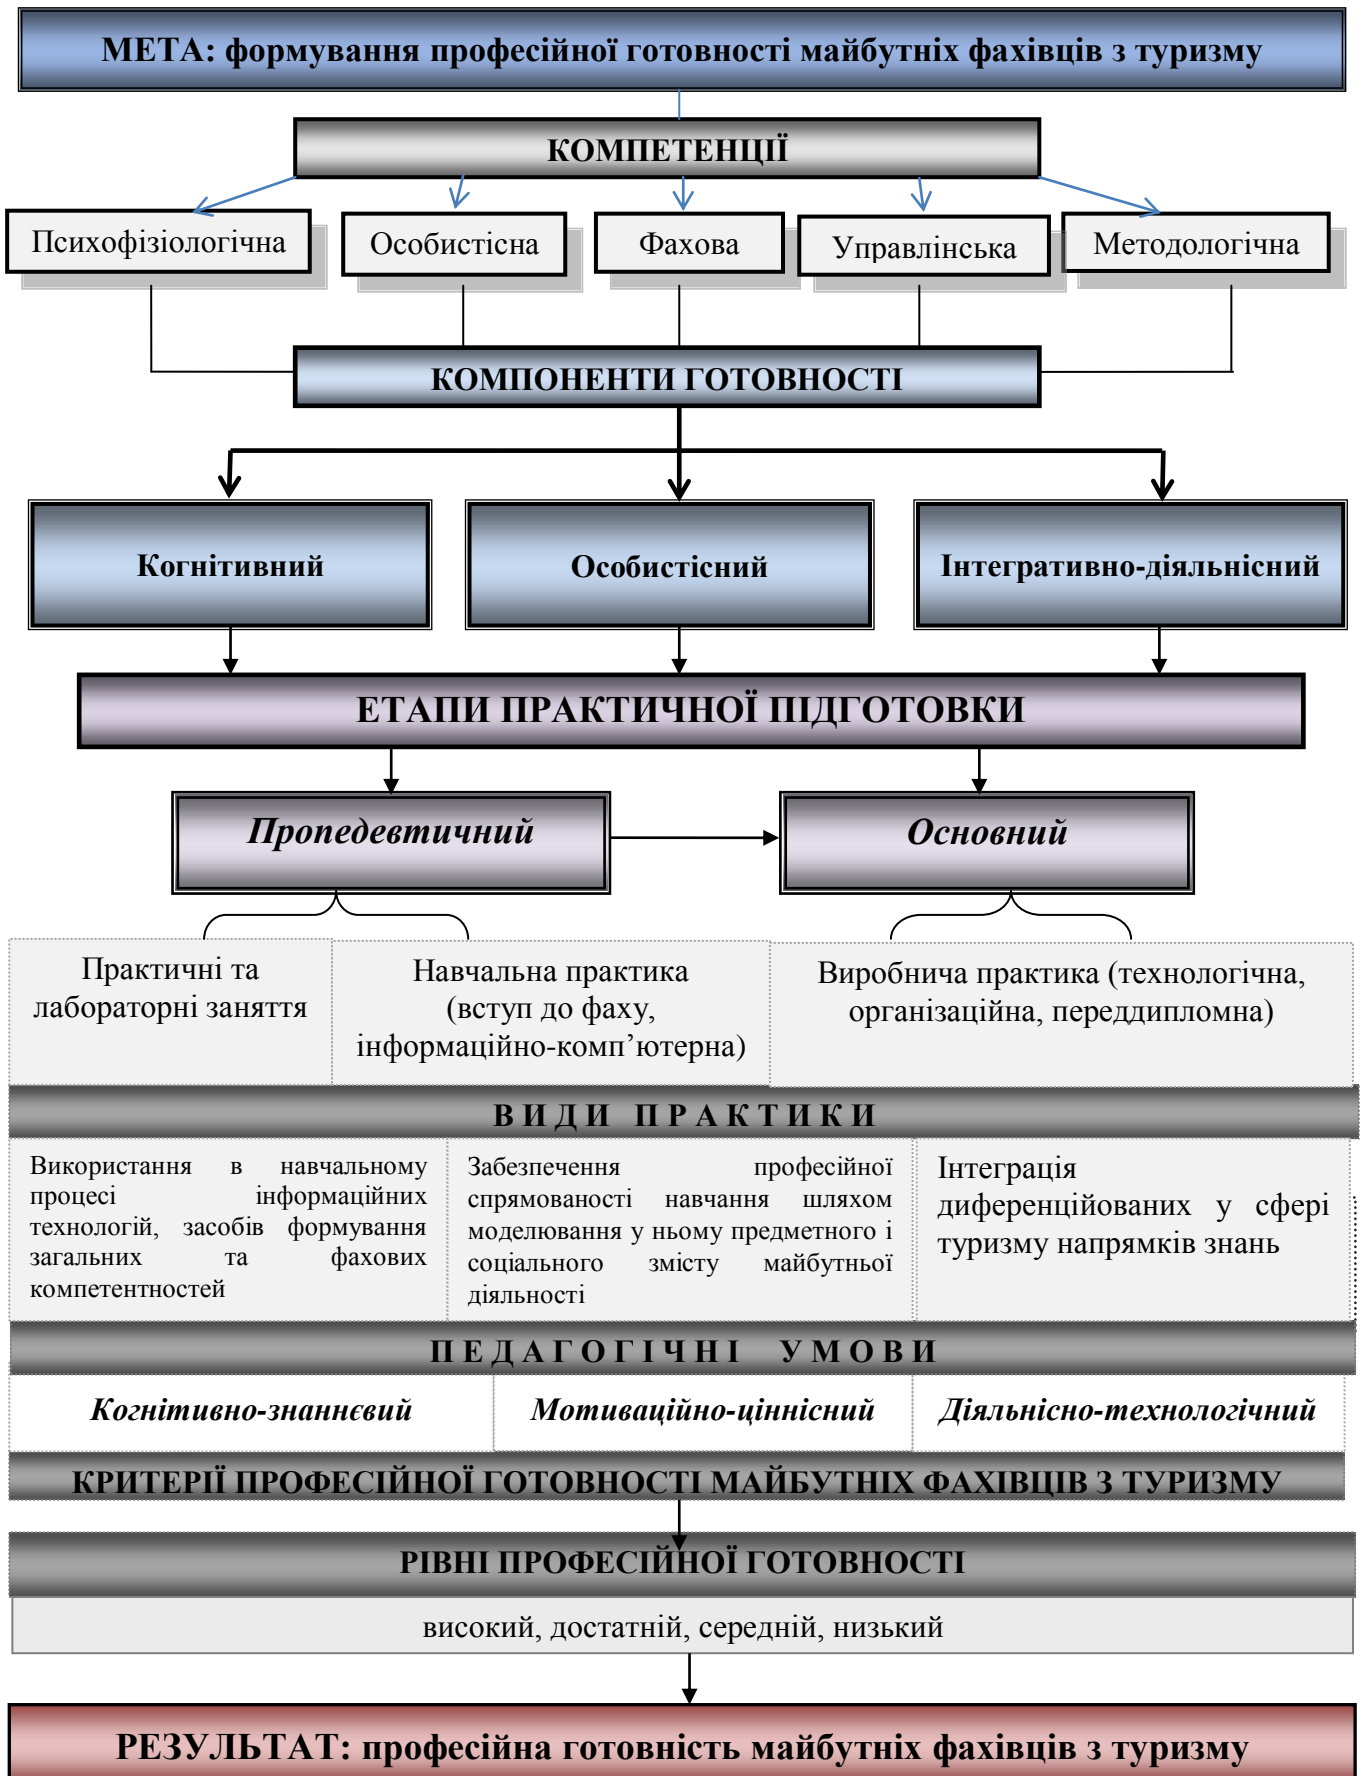 МЕТА: формування професійної готовності майбутніх фахівців з туризму
КОМПЕТЕНЦІЇ
Психофізіологічна
Особистісна
Фахова
Управлінська
Методологічна
КОМПОНЕНТИ ГОТОВНОСТІ
Когнітивний
Особистісний
Інтегративно-діяльнісний
ЕТАПИ ПРАКТИЧНОЇ ПІДГОТОВКИ
Пропедевтичний
Основний
Практичні та
лабораторні заняття
Навчальна практика
(вступ до фаху,
інформаційно-комп’ютерна)
Виробнича практика (технологічна,
організаційна, переддипломна)
В И Д И П Р А К Т И К И
Використання в навчальному
процесі інформаційних
технологій, засобів формування
загальних та фахових
компетентностей
Забезпечення професійної
спрямованості навчання шляхом
моделювання у ньому предметного і
соціального змісту майбутньої
діяльності
Інтеграція
диференційованих у сфері
туризму напрямків знань
П Е Д А Г О Г І Ч Н І У М О В И
Когнітивно-знаннєвий
Мотиваційно-ціннісний
Діяльнісно-технологічний
КРИТЕРІЇ ПРОФЕСІЙНОЇ ГОТОВНОСТІ МАЙБУТНІХ ФАХІВЦІВ З ТУРИЗМУ
РІВНІ ПРОФЕСІЙНОЇ ГОТОВНОСТІ
високий, достатній, середній, низький
РЕЗУЛЬТАТ: професійна готовність майбутніх фахівців з туризму